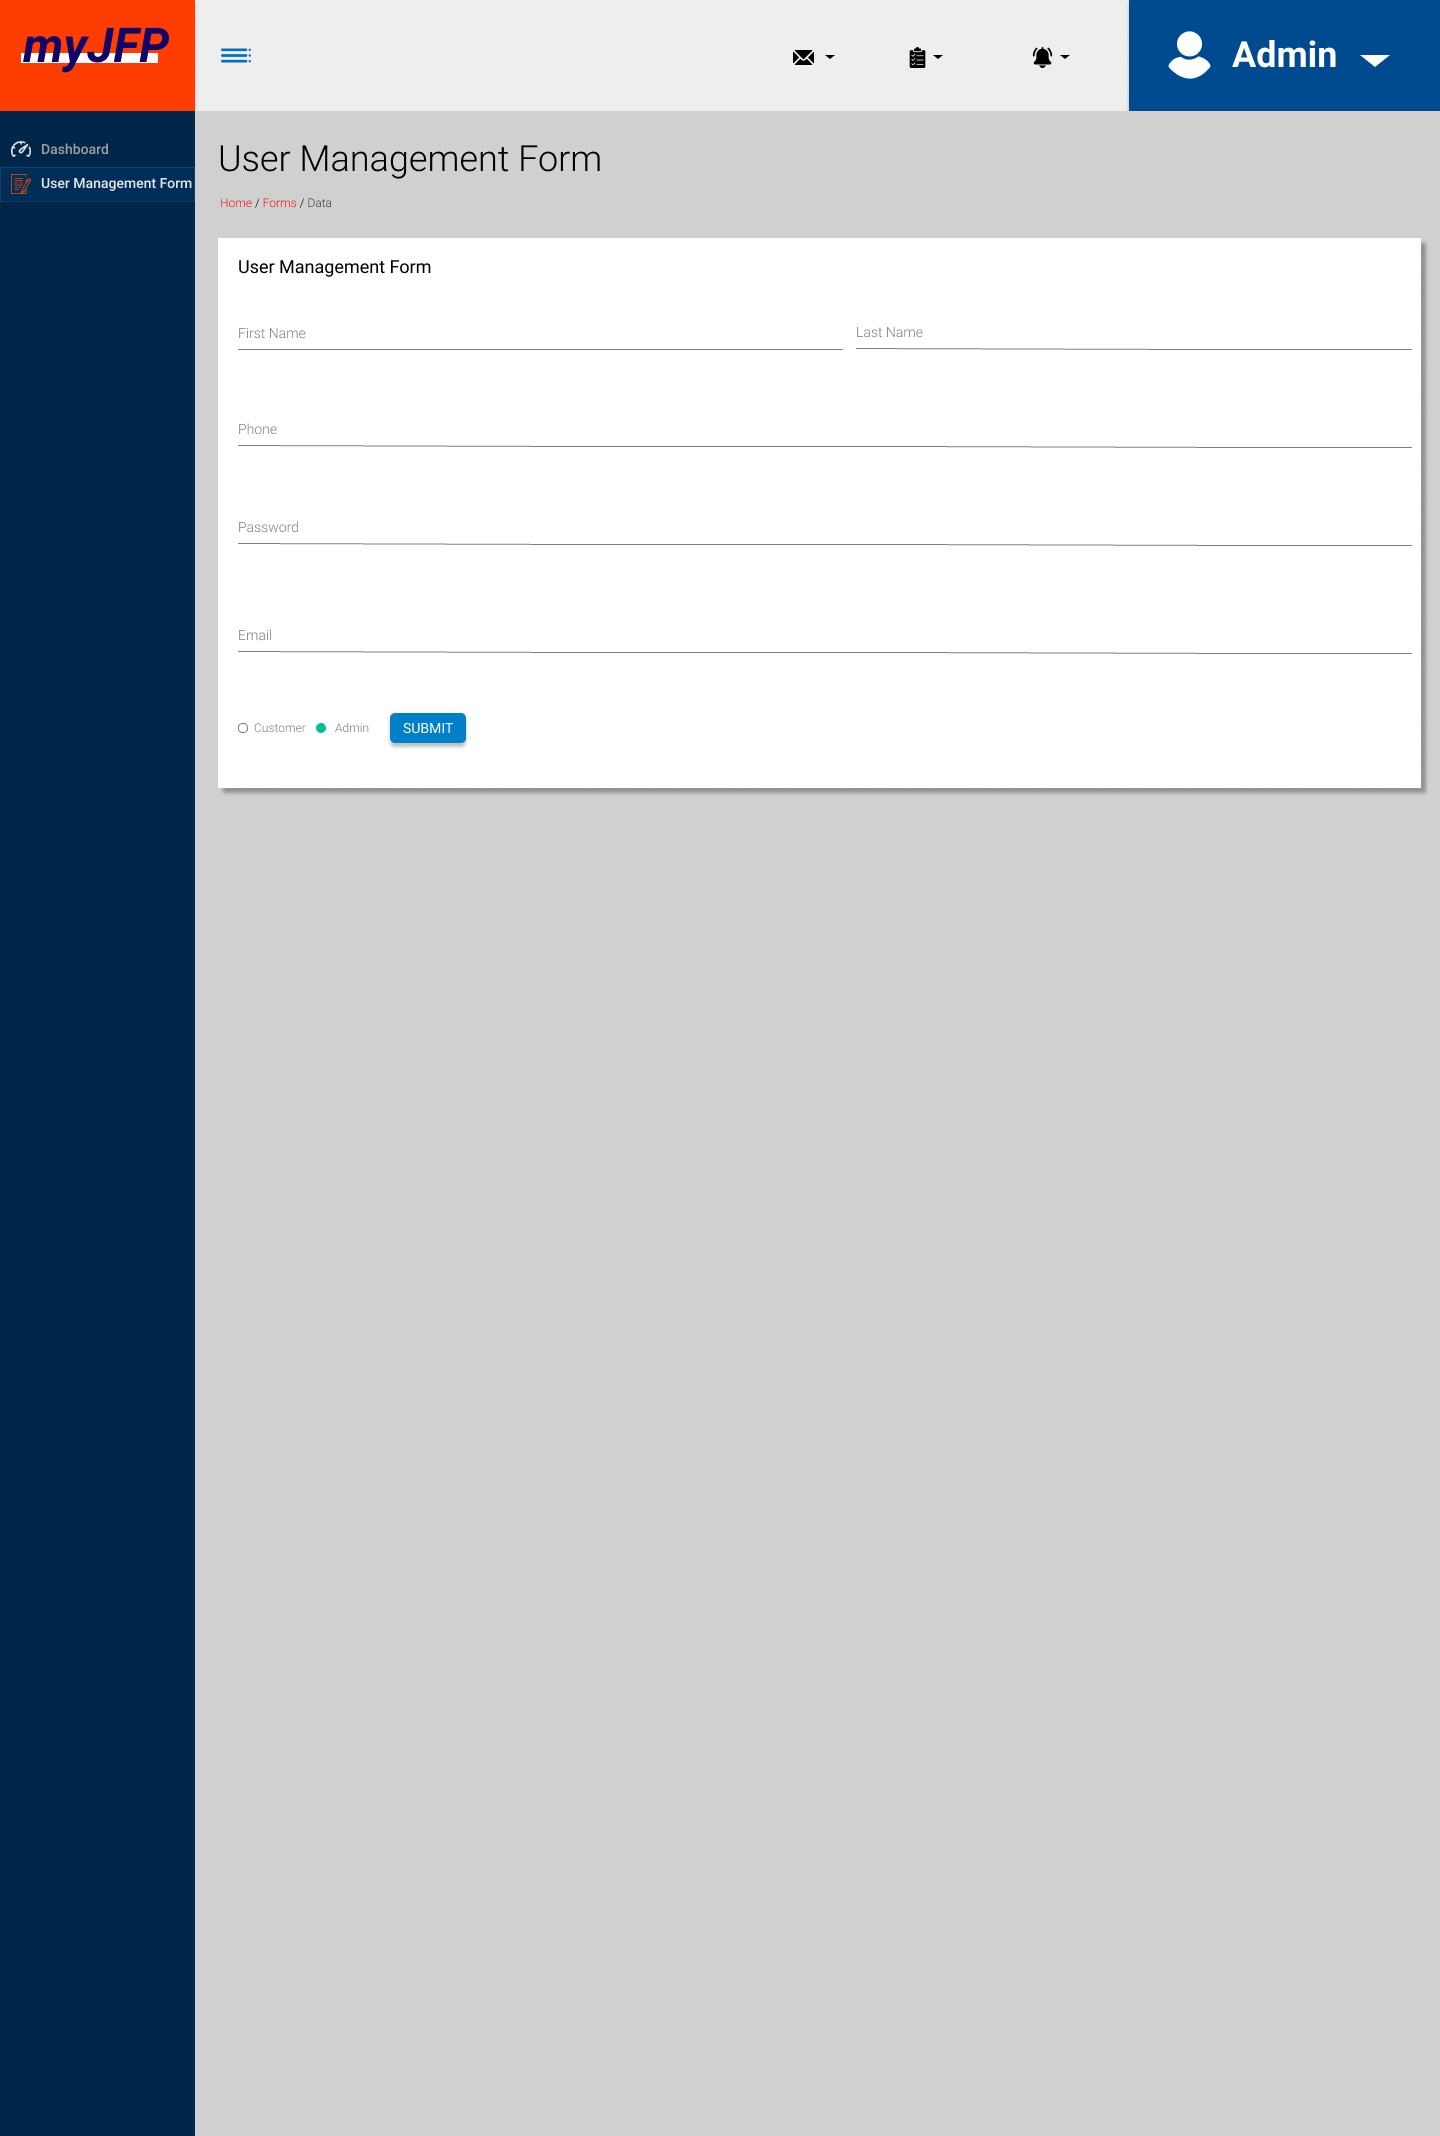 myJFP
Admin
Dashboard
User Management Form
User Management Form
Home / Forms / Data
User Management Form
First Name
Last Name
Phone
Password
Email
Customer
Admin
SUBMIT